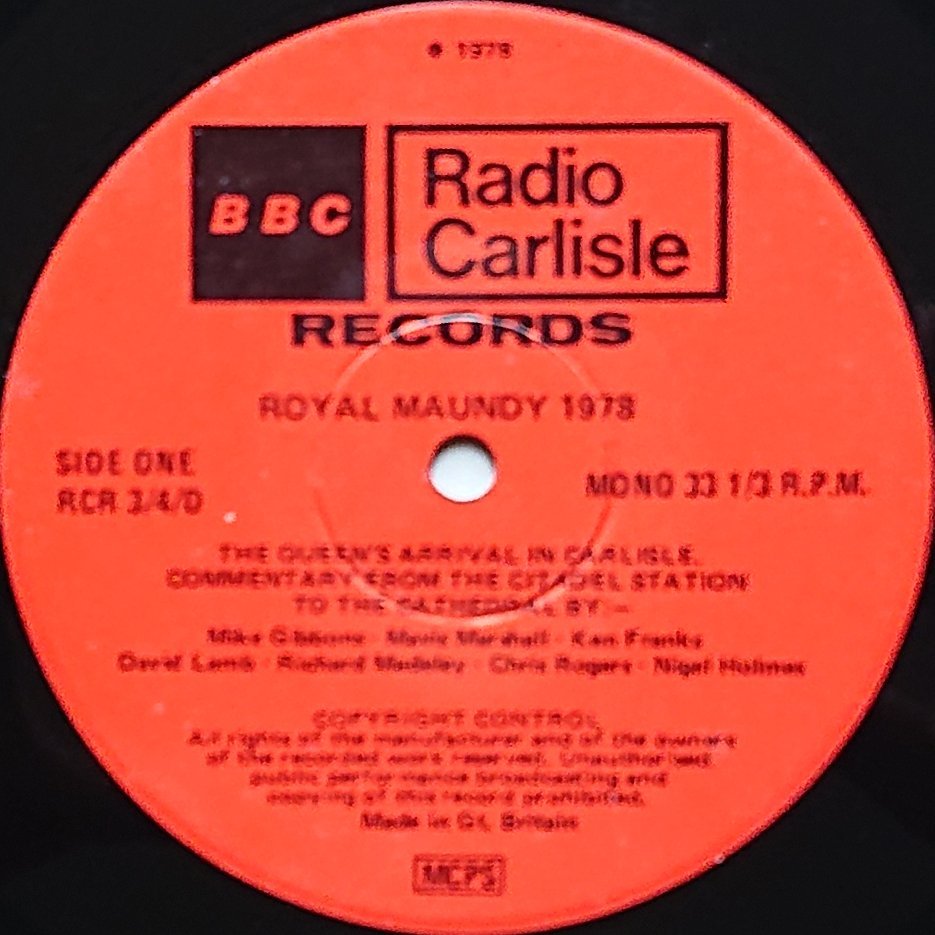 ℗ 1978
BBC
Radio
Carlisle
RECORDS
ROYAL MAUNDY 1978
SIDE ONE
RCR 3/4/D
MONO 33 1/3 R.P.M.
THE QUEEN'S ARRIVAL IN CARLISLE.
COMMENTARY FROM THE CITADEL STATION
TO THE CATHEDRAL BY: –
Mike Marshall · Ken Franks
David Lamb · Richard Madeley · Chris Rogers · Nigel Holmes
COPYRIGHT CONTROL
All rights of the manufacturer and of the owners
of the recorded work reserved. Unauthorised
public performance broadcasting and
copying of this record prohibited.
Made in Gt. Britain
MCPS